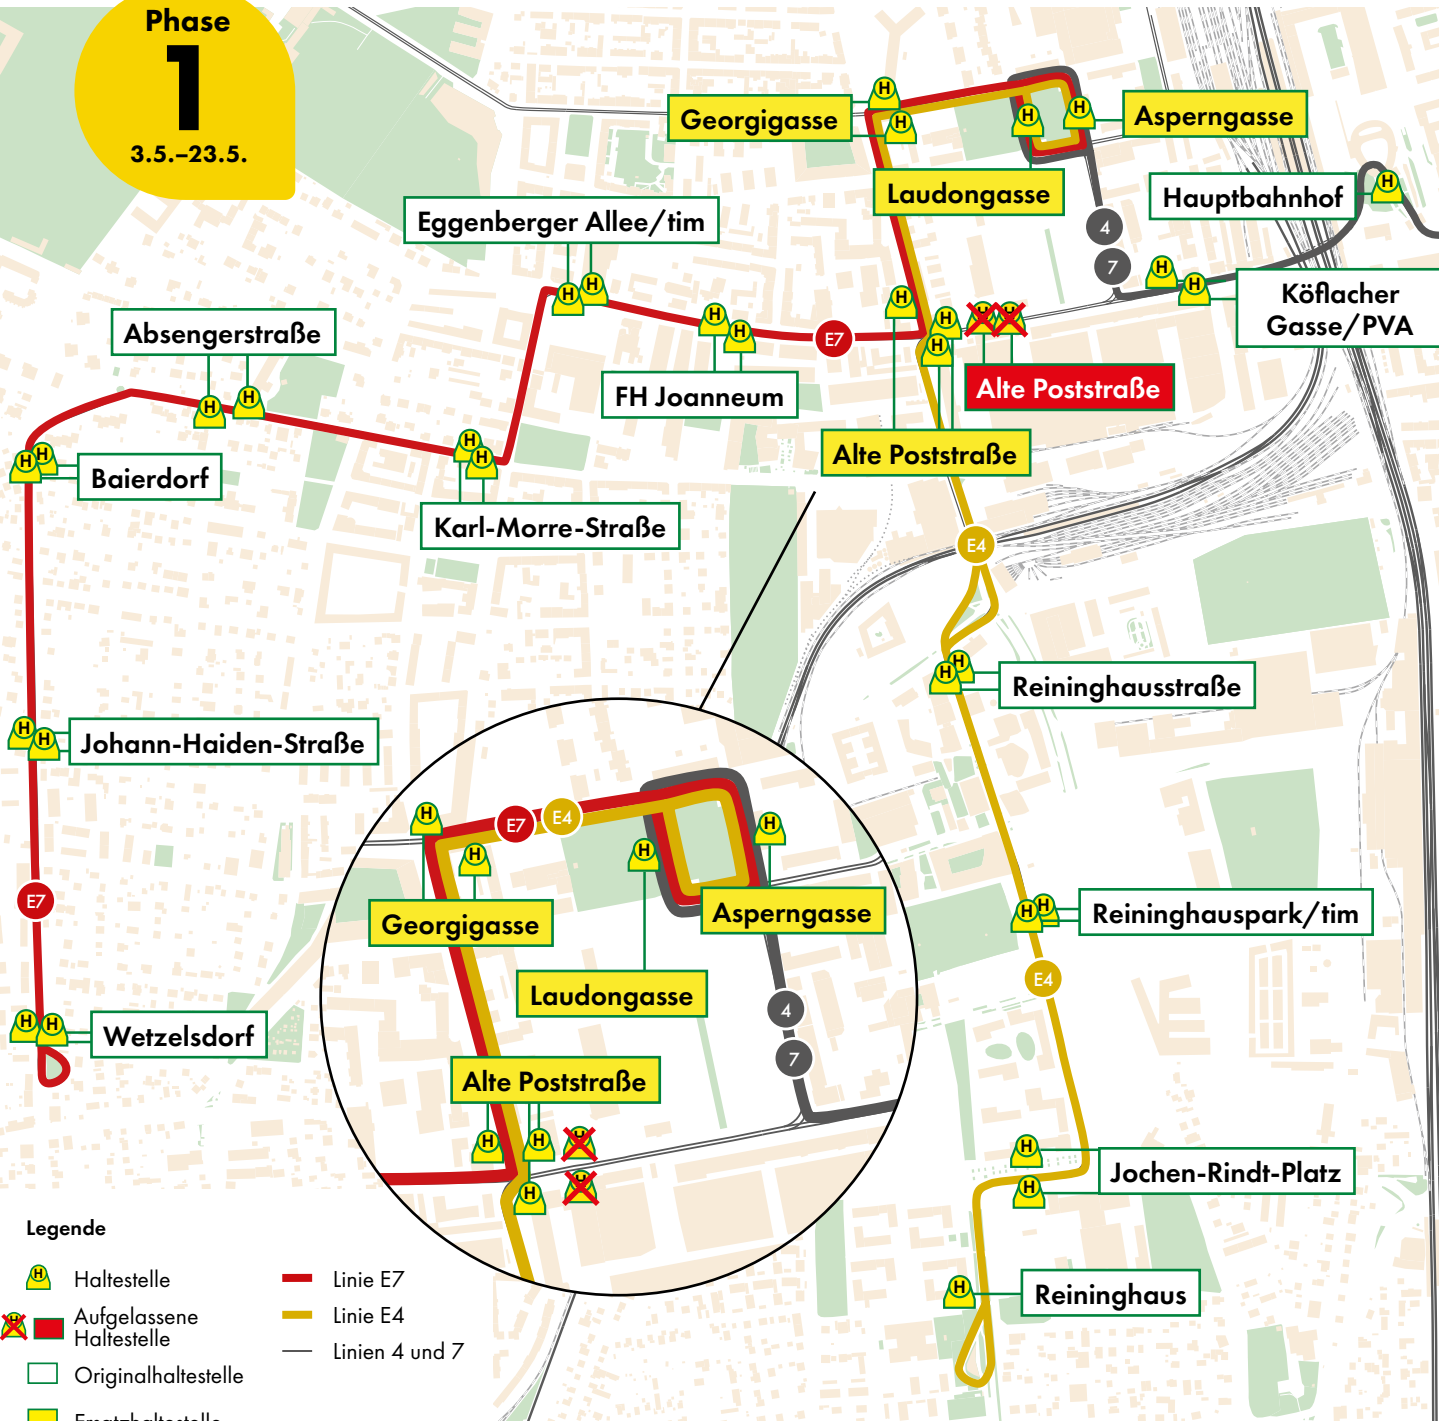 Phase
1
3.5.–23.5.
H
Georgigasse
H
H
H
Asperngasse
Laudongasse
Hauptbahnhof
H
4
7
Eggenberger Allee/tim
H
H
H
H
Köflacher
Gasse/PVA
Absengerstraße
H
H
H
H
E7
H
H
H
H
H
Alte Poststraße
FH Joanneum
Alte Poststraße
H
H
Baierdorf
H
H
Karl-Morre-Straße
E4
H
H
Reininghausstraße
H
H
Johann-Haiden-Straße
H
E7
E4
H
H
H
Georgigasse
Asperngasse
Laudongasse
E7
H
H
Reininghauspark/tim
E4
4
7
H
H
Wetzelsdorf
Alte Poststraße
H
H
H
H
H
Jochen-Rindt-Platz
H
Reininghaus
Legende
H
Haltestelle
Aufgelassene
Haltestelle
Originalhaltestelle
Ersatzhaltestelle
Linie E7
Linie E4
Linien 4 und 7